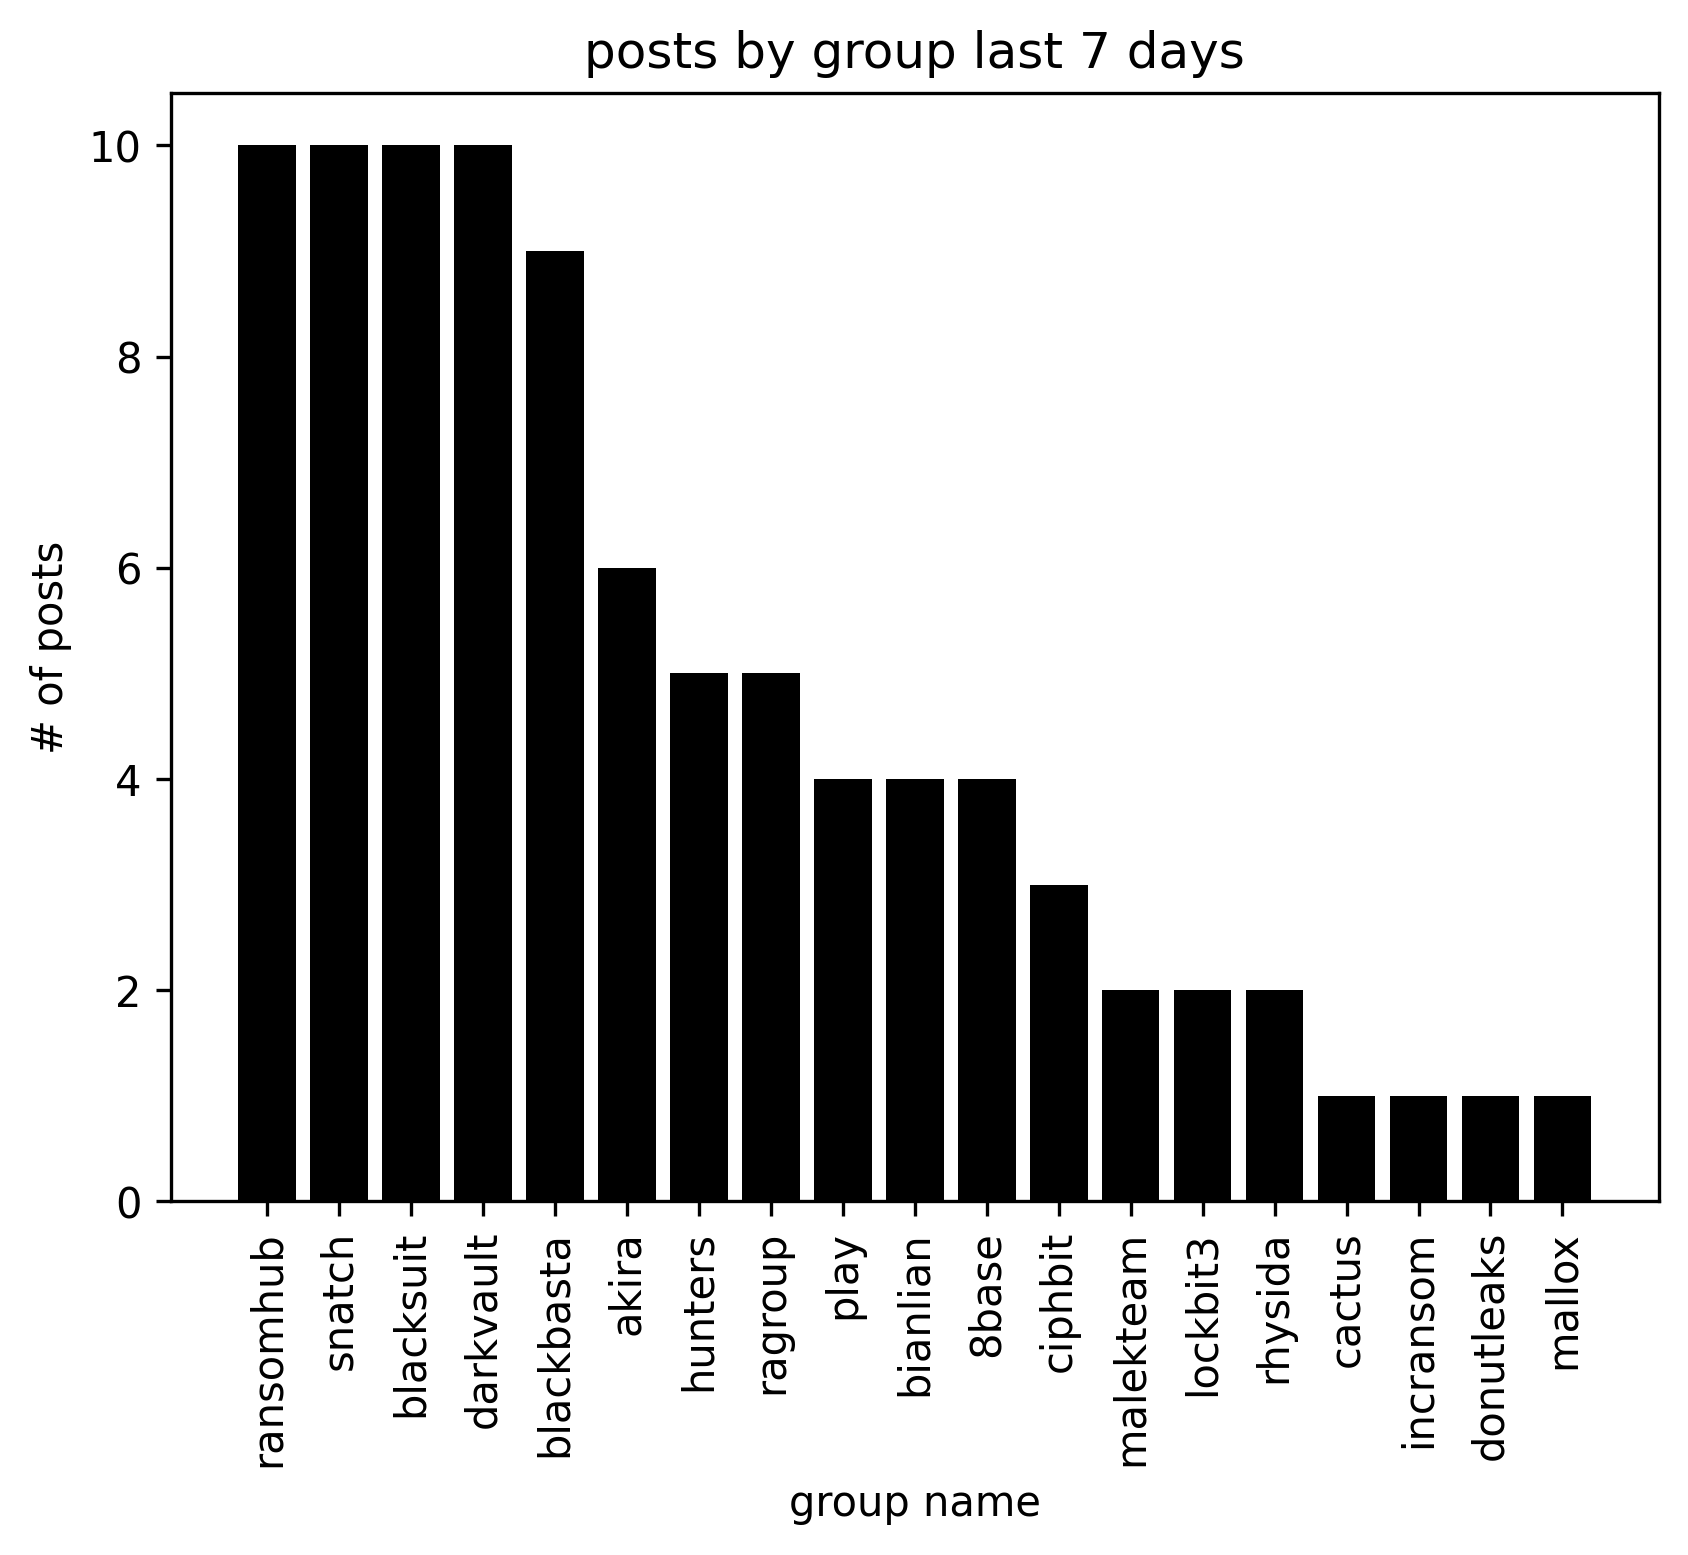 posts by group last 7 days
10
8
6
4
2
0
# of posts
ransomhub
snatch
blacksuit
darkvault
blackbasta
akira
hunters
ragroup
play
bianlian
8base
ciphbit
malekteam
lockbit3
rhysida
cactus
incransom
donutleaks
mallox
group name